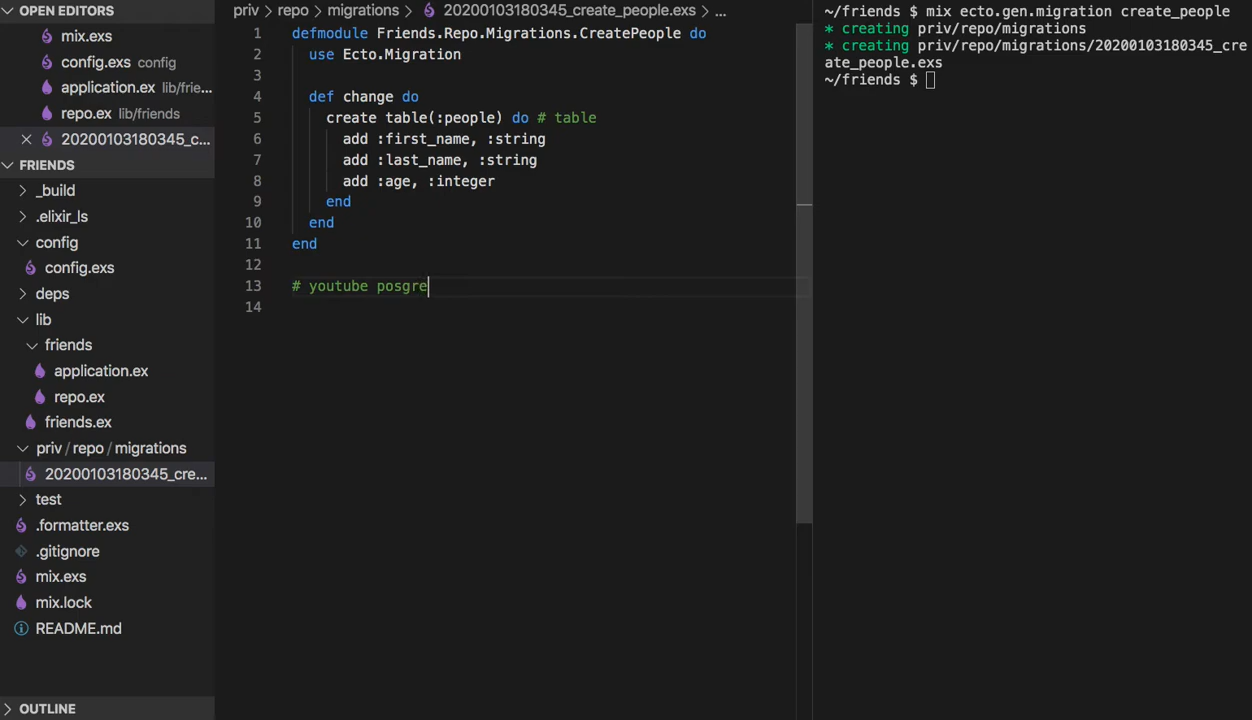 OPEN EDITORS
mix.exs
config.exs config
application.ex lib/frie...
repo.ex lib/friends
20200103180345_c...
FRIENDS
_build
.elixir_ls
config
config.exs
deps
lib
friends
application.ex
repo.ex
friends.ex
priv / repo / migrations
20200103180345_cre...
test
.formatter.exs
.gitignore
mix.exs
mix.lock
README.md
OUTLINE
priv > repo > migrations > 20200103180345_create_people.exs > ...
1 defmodule Friends.Repo.Migrations.CreatePeople do
2 use Ecto.Migration
3
4 def change do
5 create table(:people) do # table
6 add :first_name, :string
7 add :last_name, :string
8 add :age, :integer
9 end
10 end
11 end
12
13 # youtube posgre
14
~/friends $ mix ecto.gen.migration create_people
* creating priv/repo/migrations
* creating priv/repo/migrations/20200103180345_cre
ate_people.exs
~/friends $